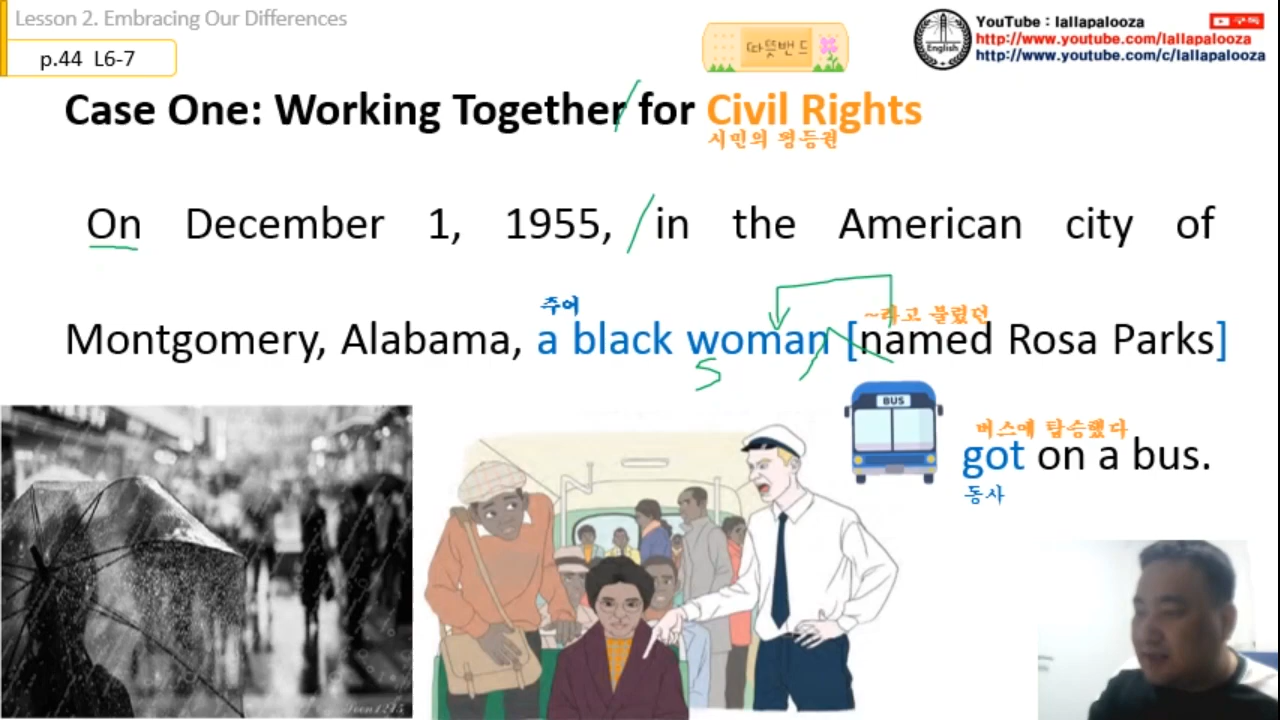 Lesson 2. Embracing Our Differences
p.44 L6-7
따뜻밴드
English
YouTube : lallapalooza
구독
http://www.youtube.com/lallapalooza
http://www.youtube.com/c/lallapalooza
Case One: Working Together / for Civil Rights
시민의 평등권
On December 1, 1955, / in the American city of
주어
~라고 불렸던
Montgomery, Alabama, a black woman [named Rosa Parks]
S
BUS
버스에 탑승했다
got on a bus.
동사